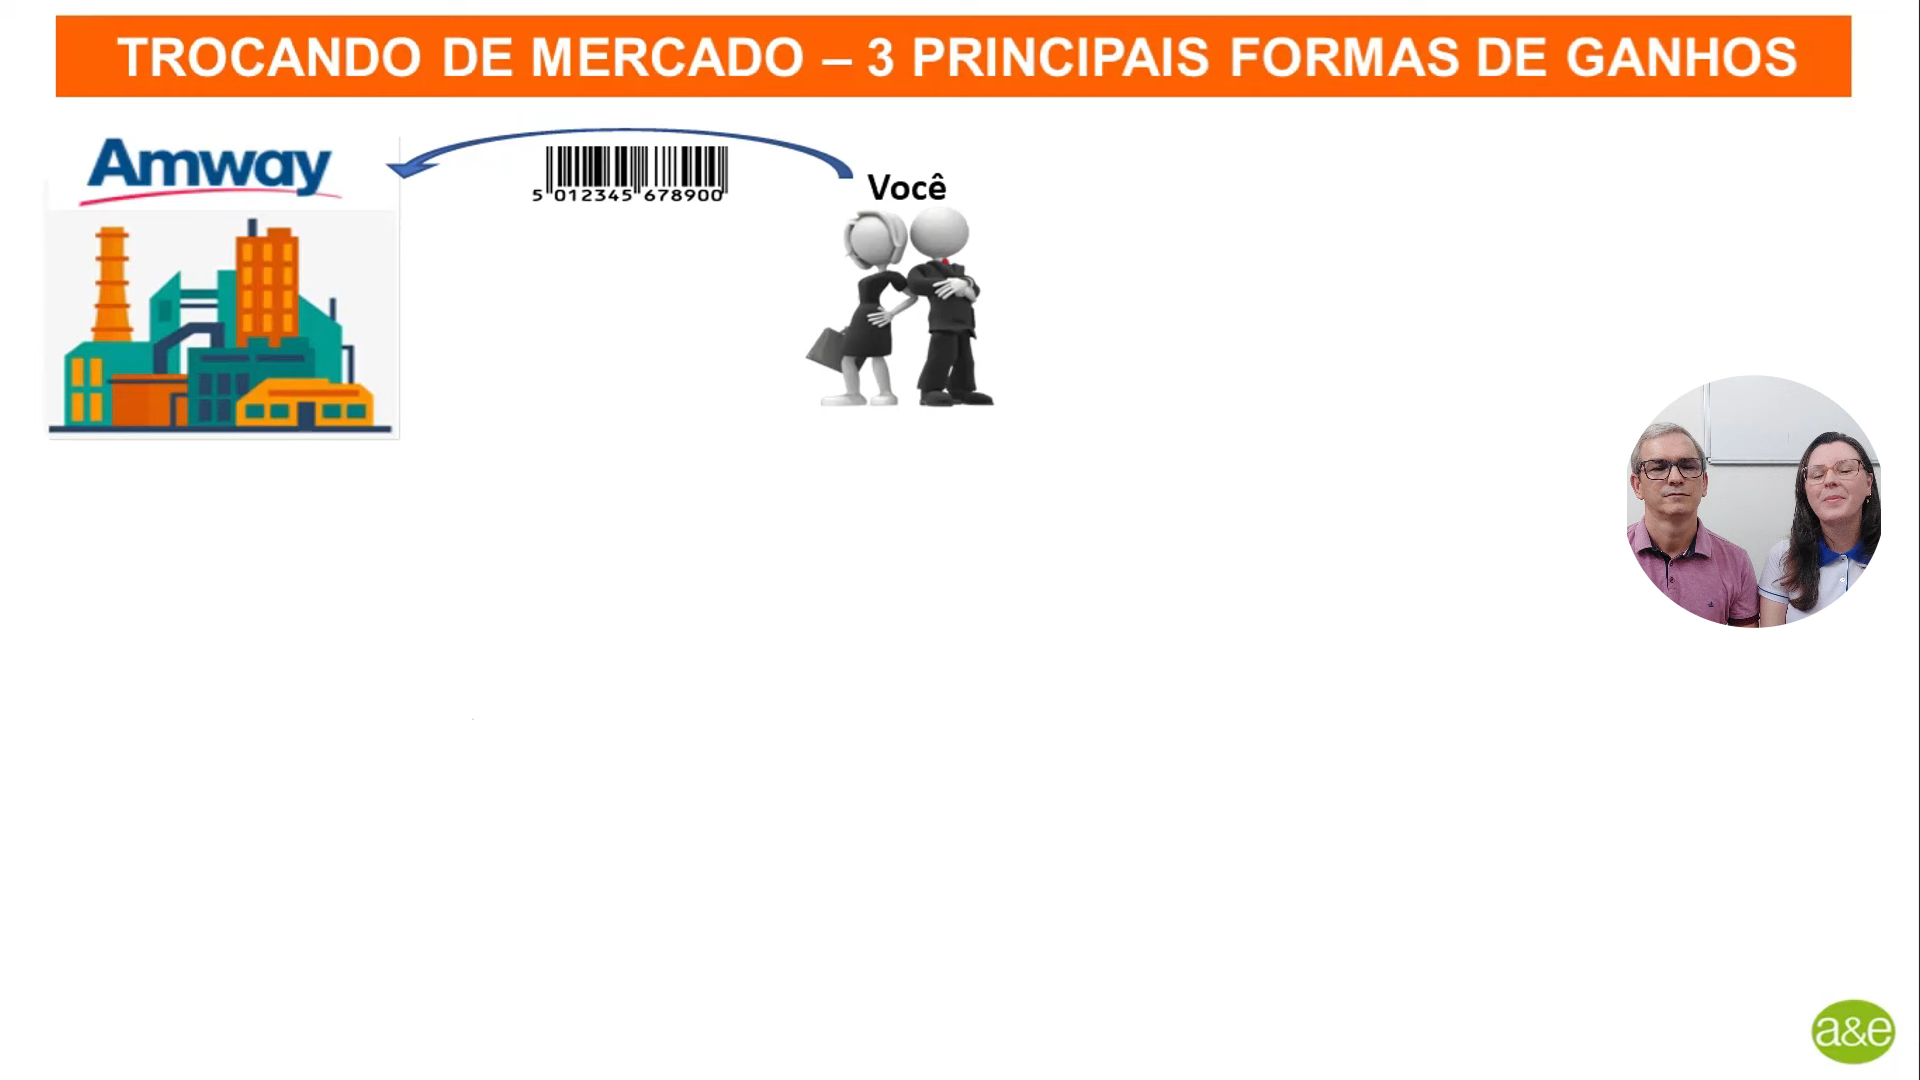 TROCANDO DE MERCADO – 3 PRINCIPAIS FORMAS DE GANHOS
Amway
5 012345 678900
Você
a&e